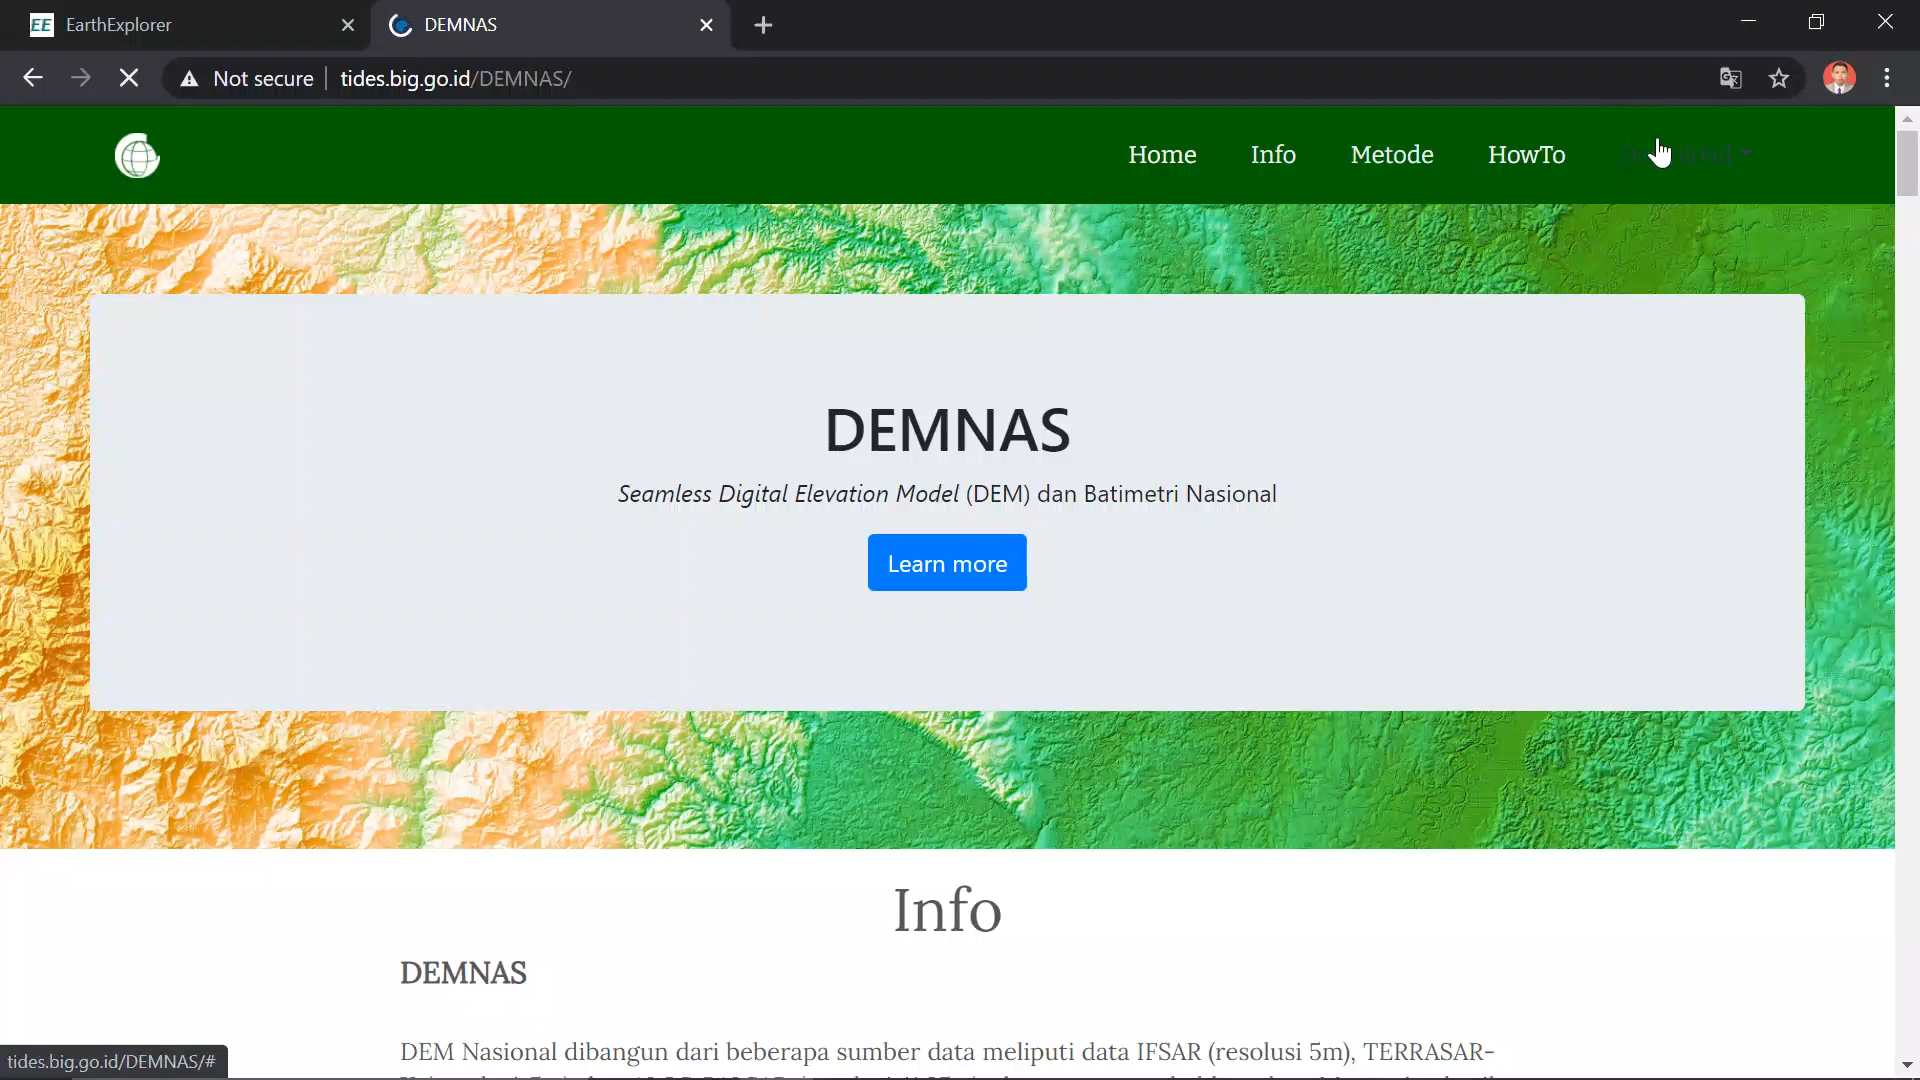 EE EarthExplorer
DEMNAS
Not secure
tides.big.go.id/DEMNAS/
Home
Info
Metode
HowTo
DEMNAS
Seamless Digital Elevation Model (DEM) dan Batimetri Nasional
Learn more
Info
DEMNAS
DEM Nasional dibangun dari beberapa sumber data meliputi data IFSAR (resolusi 5m), TERRASAR-
tides.big.go.id/DEMNAS/#